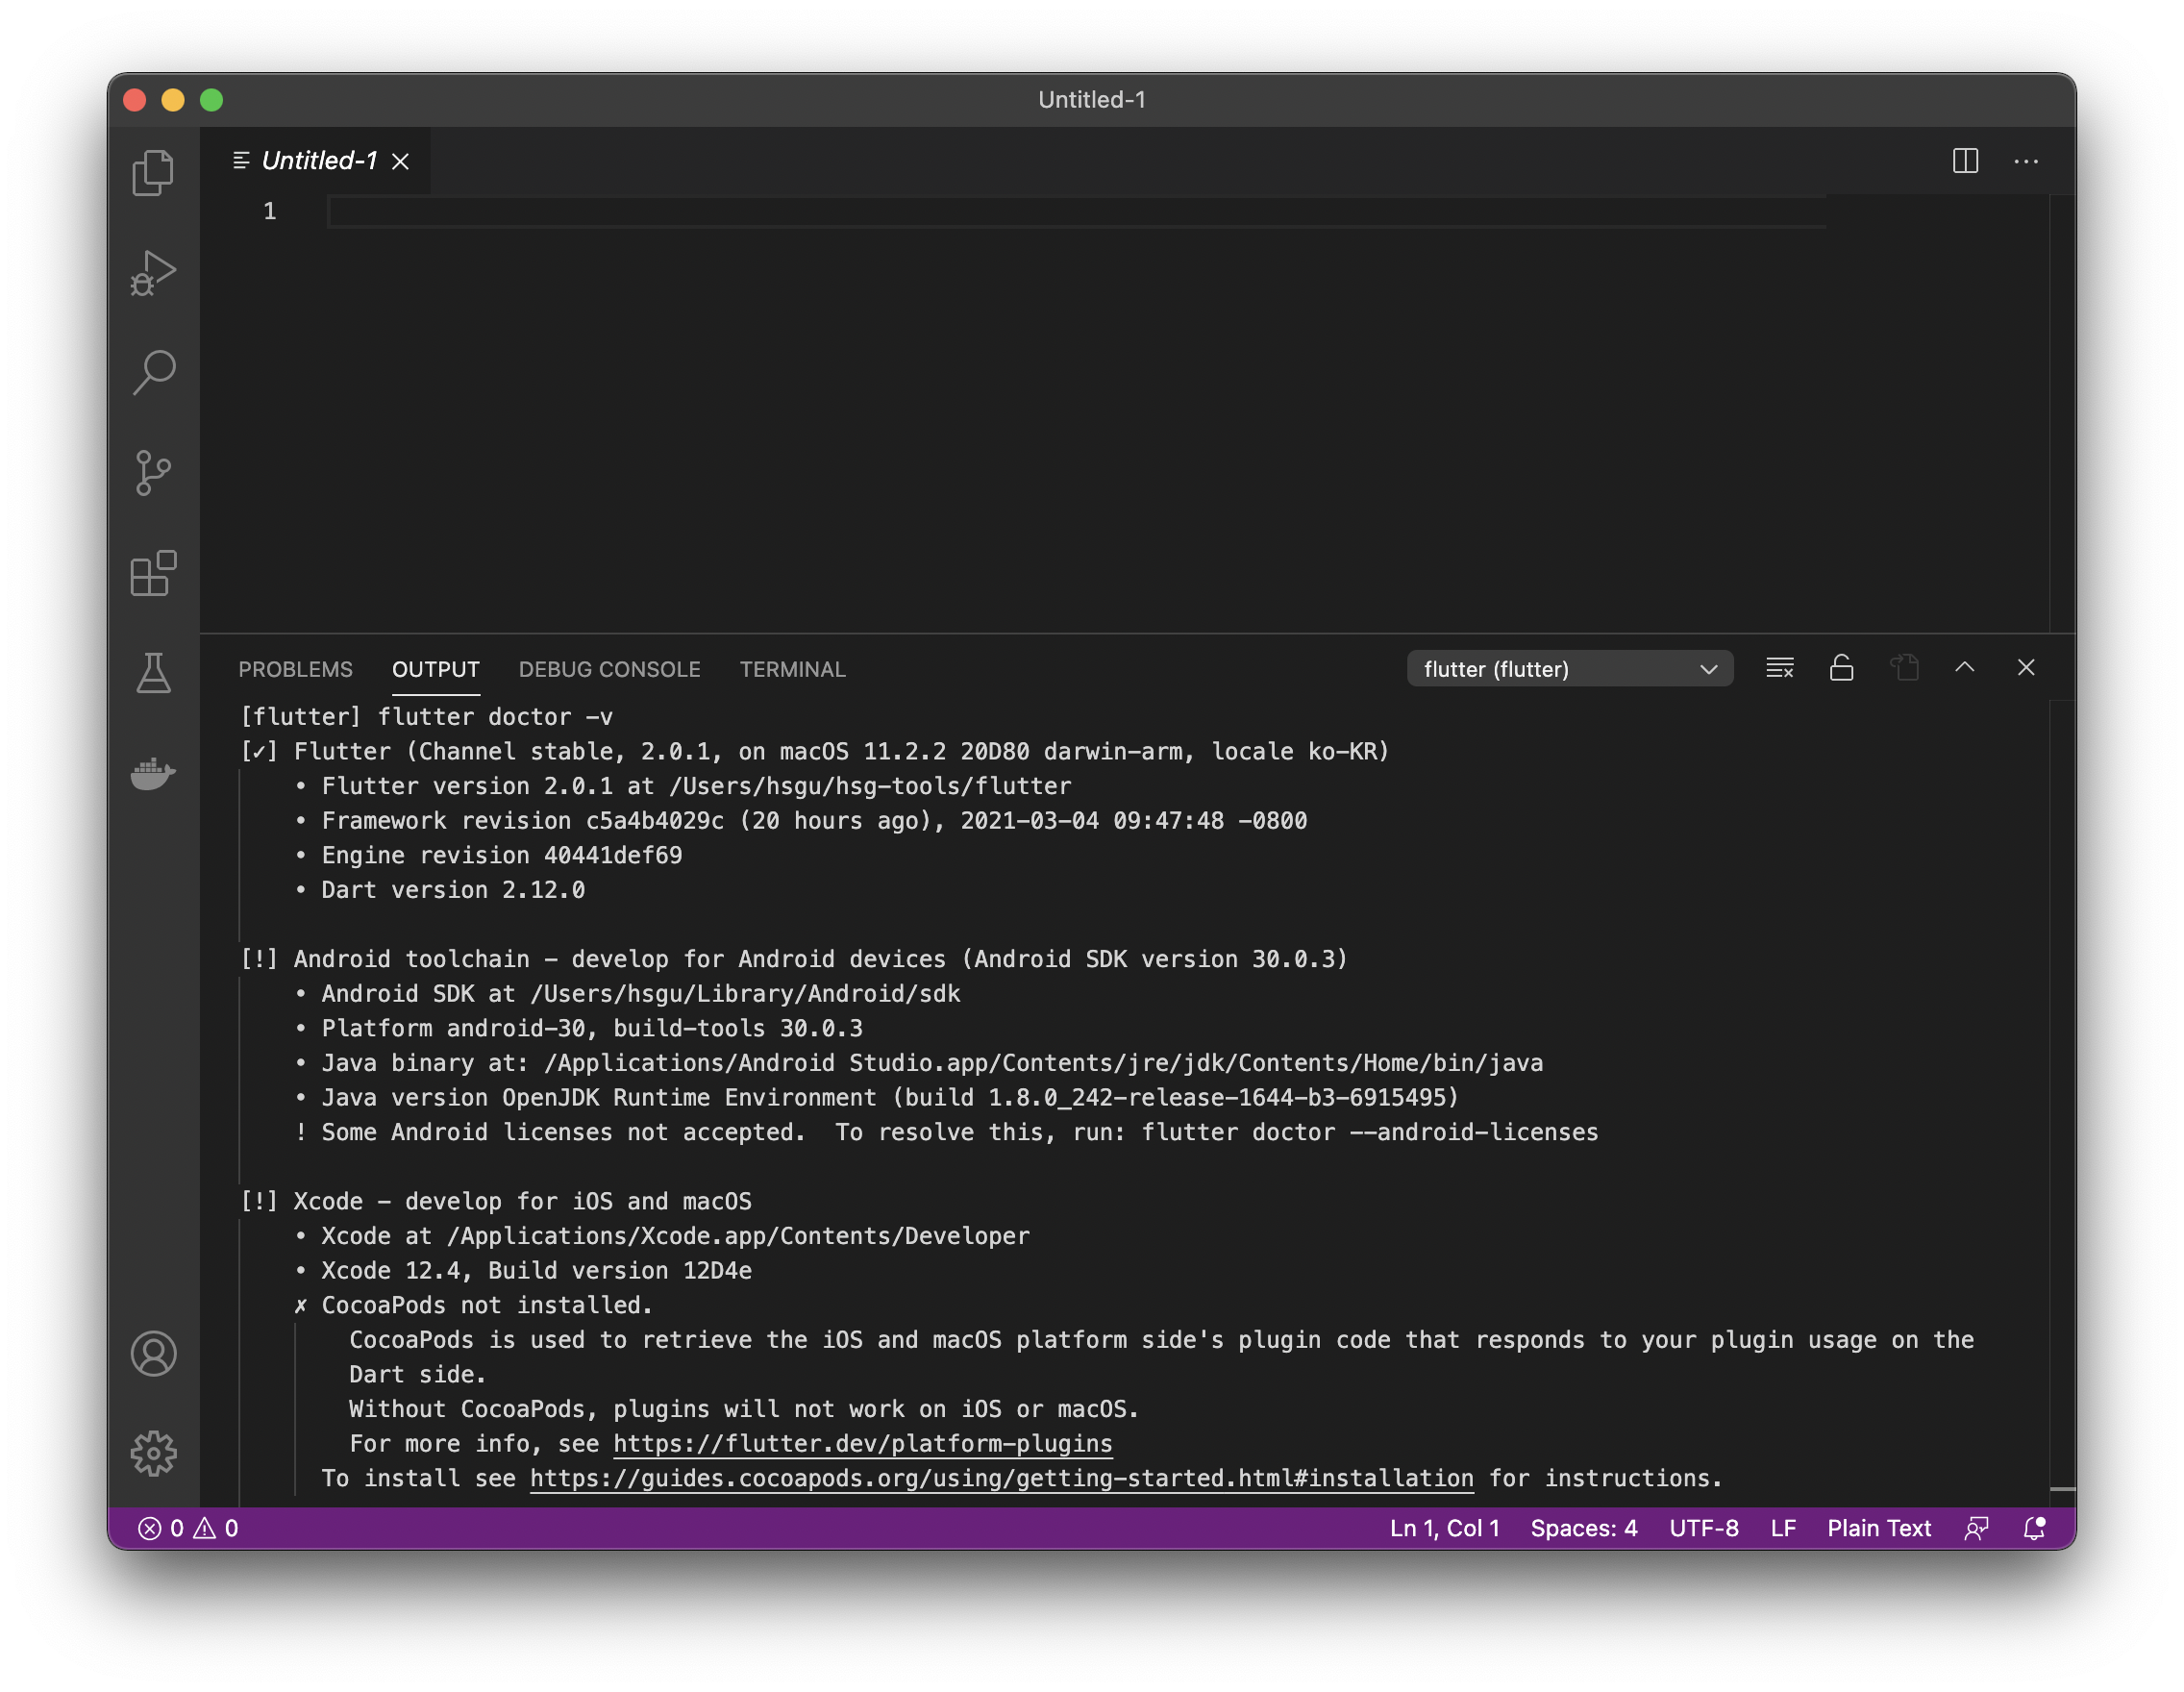 Untitled-1
Untitled-1
1
PROBLEMS OUTPUT DEBUG CONSOLE TERMINAL flutter (flutter)
[flutter] flutter doctor -v
[✓] Flutter (Channel stable, 2.0.1, on macOS 11.2.2 20D80 darwin-arm, locale ko-KR)
• Flutter version 2.0.1 at /Users/hsgu/hsg-tools/flutter
• Framework revision c5a4b4029c (20 hours ago), 2021-03-04 09:47:48 -0800
• Engine revision 40441def69
• Dart version 2.12.0
[!] Android toolchain - develop for Android devices (Android SDK version 30.0.3)
• Android SDK at /Users/hsgu/Library/Android/sdk
• Platform android-30, build-tools 30.0.3
• Java binary at: /Applications/Android Studio.app/Contents/jre/jdk/Contents/Home/bin/java
• Java version OpenJDK Runtime Environment (build 1.8.0_242-release-1644-b3-6915495)
! Some Android licenses not accepted.  To resolve this, run: flutter doctor --android-licenses
[!] Xcode - develop for iOS and macOS
• Xcode at /Applications/Xcode.app/Contents/Developer
• Xcode 12.4, Build version 12D4e
✗ CocoaPods not installed.
CocoaPods is used to retrieve the iOS and macOS platform side's plugin code that responds to your plugin usage on the
Dart side.
Without CocoaPods, plugins will not work on iOS or macOS.
For more info, see https://flutter.dev/platform-plugins
To install see https://guides.cocoapods.org/using/getting-started.html#installation for instructions.
0 0 Ln 1, Col 1 Spaces: 4 UTF-8 LF Plain Text